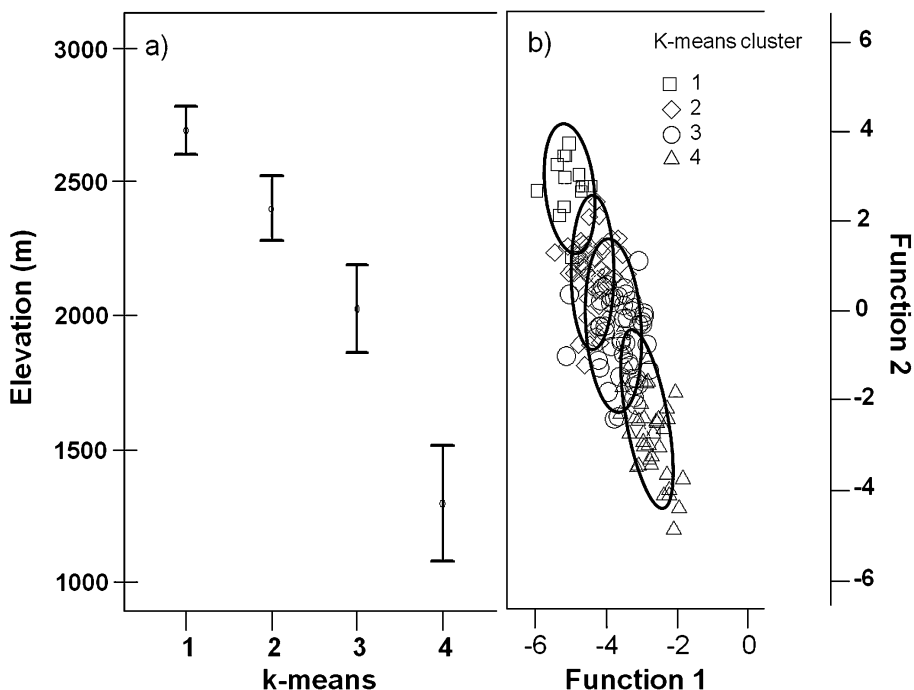 a)
3000
2500
2000
1500
1000
Elevation (m)
1 2 3 4
k-means
b)
K-means cluster
1
2
3
4
6
4
2
0
-2
-4
-6
Function 2
-6 -4 -2 0
Function 1